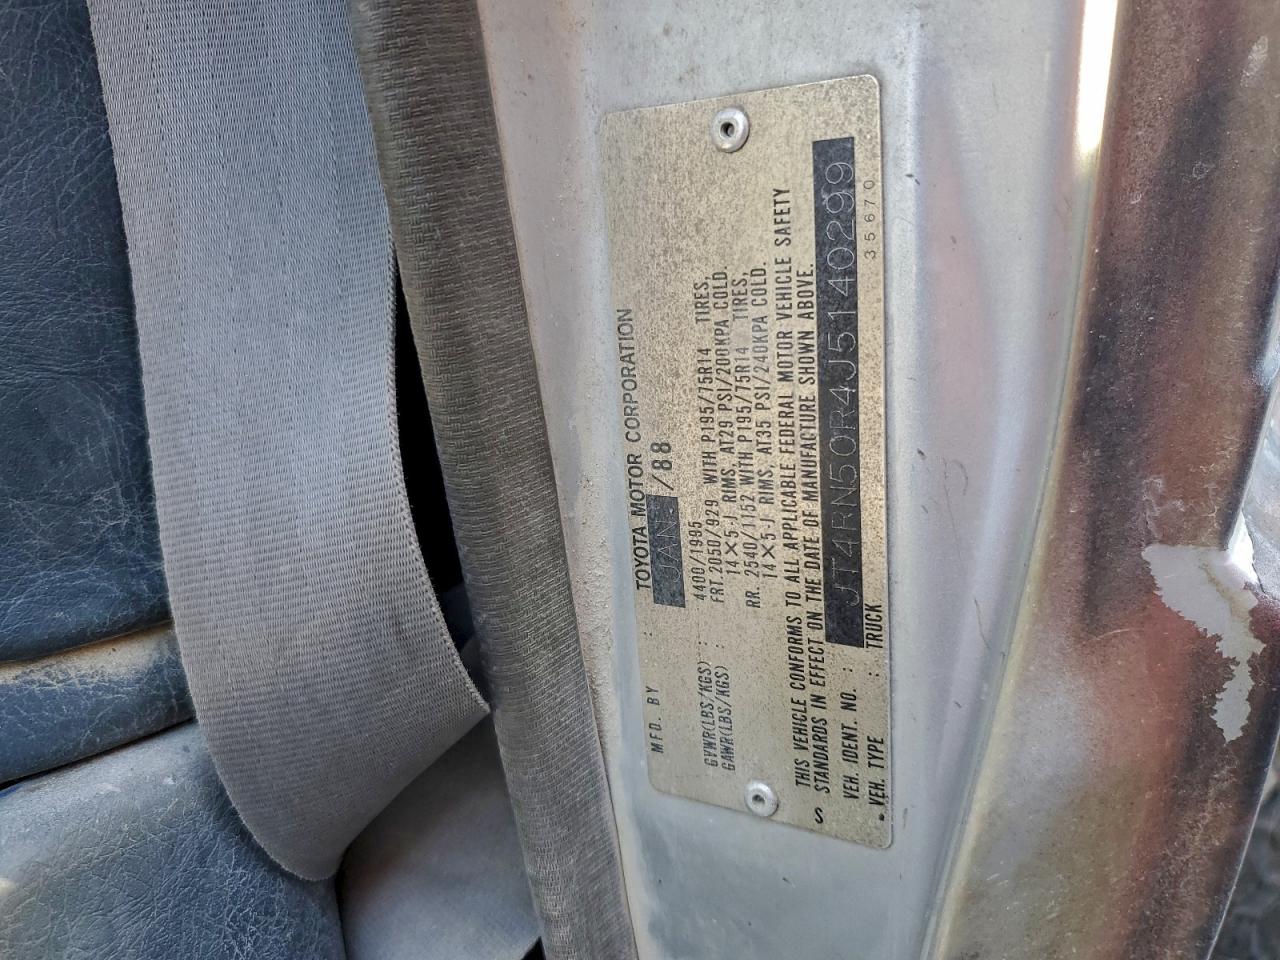 MFD. BY : TOYOTA MOTOR CORPORATION
JAN. /88
GVWR(LBS/KGS) : 4400/1995
GAWR(LBS/KGS) : FRT. 2050/929 WITH P195/75R14 TIRES,
14×5-J RIMS, AT29 PSI/200KPA COLD.
RR. 2540/1152 WITH P195/75R14 TIRES,
14×5-J RIMS, AT35 PSI/240KPA COLD.
THIS VEHICLE CONFORMS TO ALL APPLICABLE FEDERAL MOTOR VEHICLE SAFETY
S STANDARDS IN EFFECT ON THE DATE OF MANUFACTURE SHOWN ABOVE.
VEH. IDENT. NO. : JT4RN50R4J5140299
VEH. TYPE : TRUCK 35670